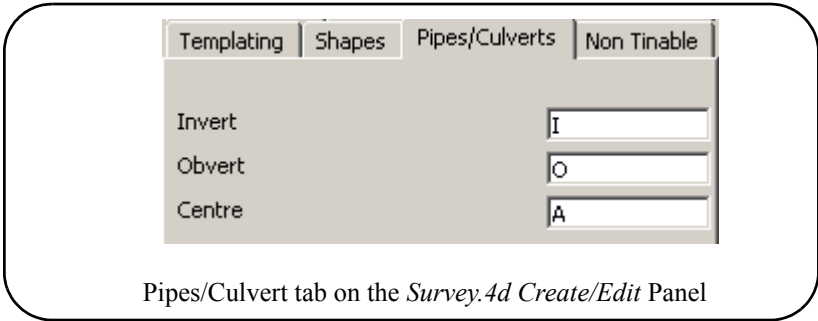 Templating Shapes Pipes/Culverts Non Tinable
Invert I
Obvert O
Centre A
Pipes/Culvert tab on the Survey.4d Create/Edit Panel